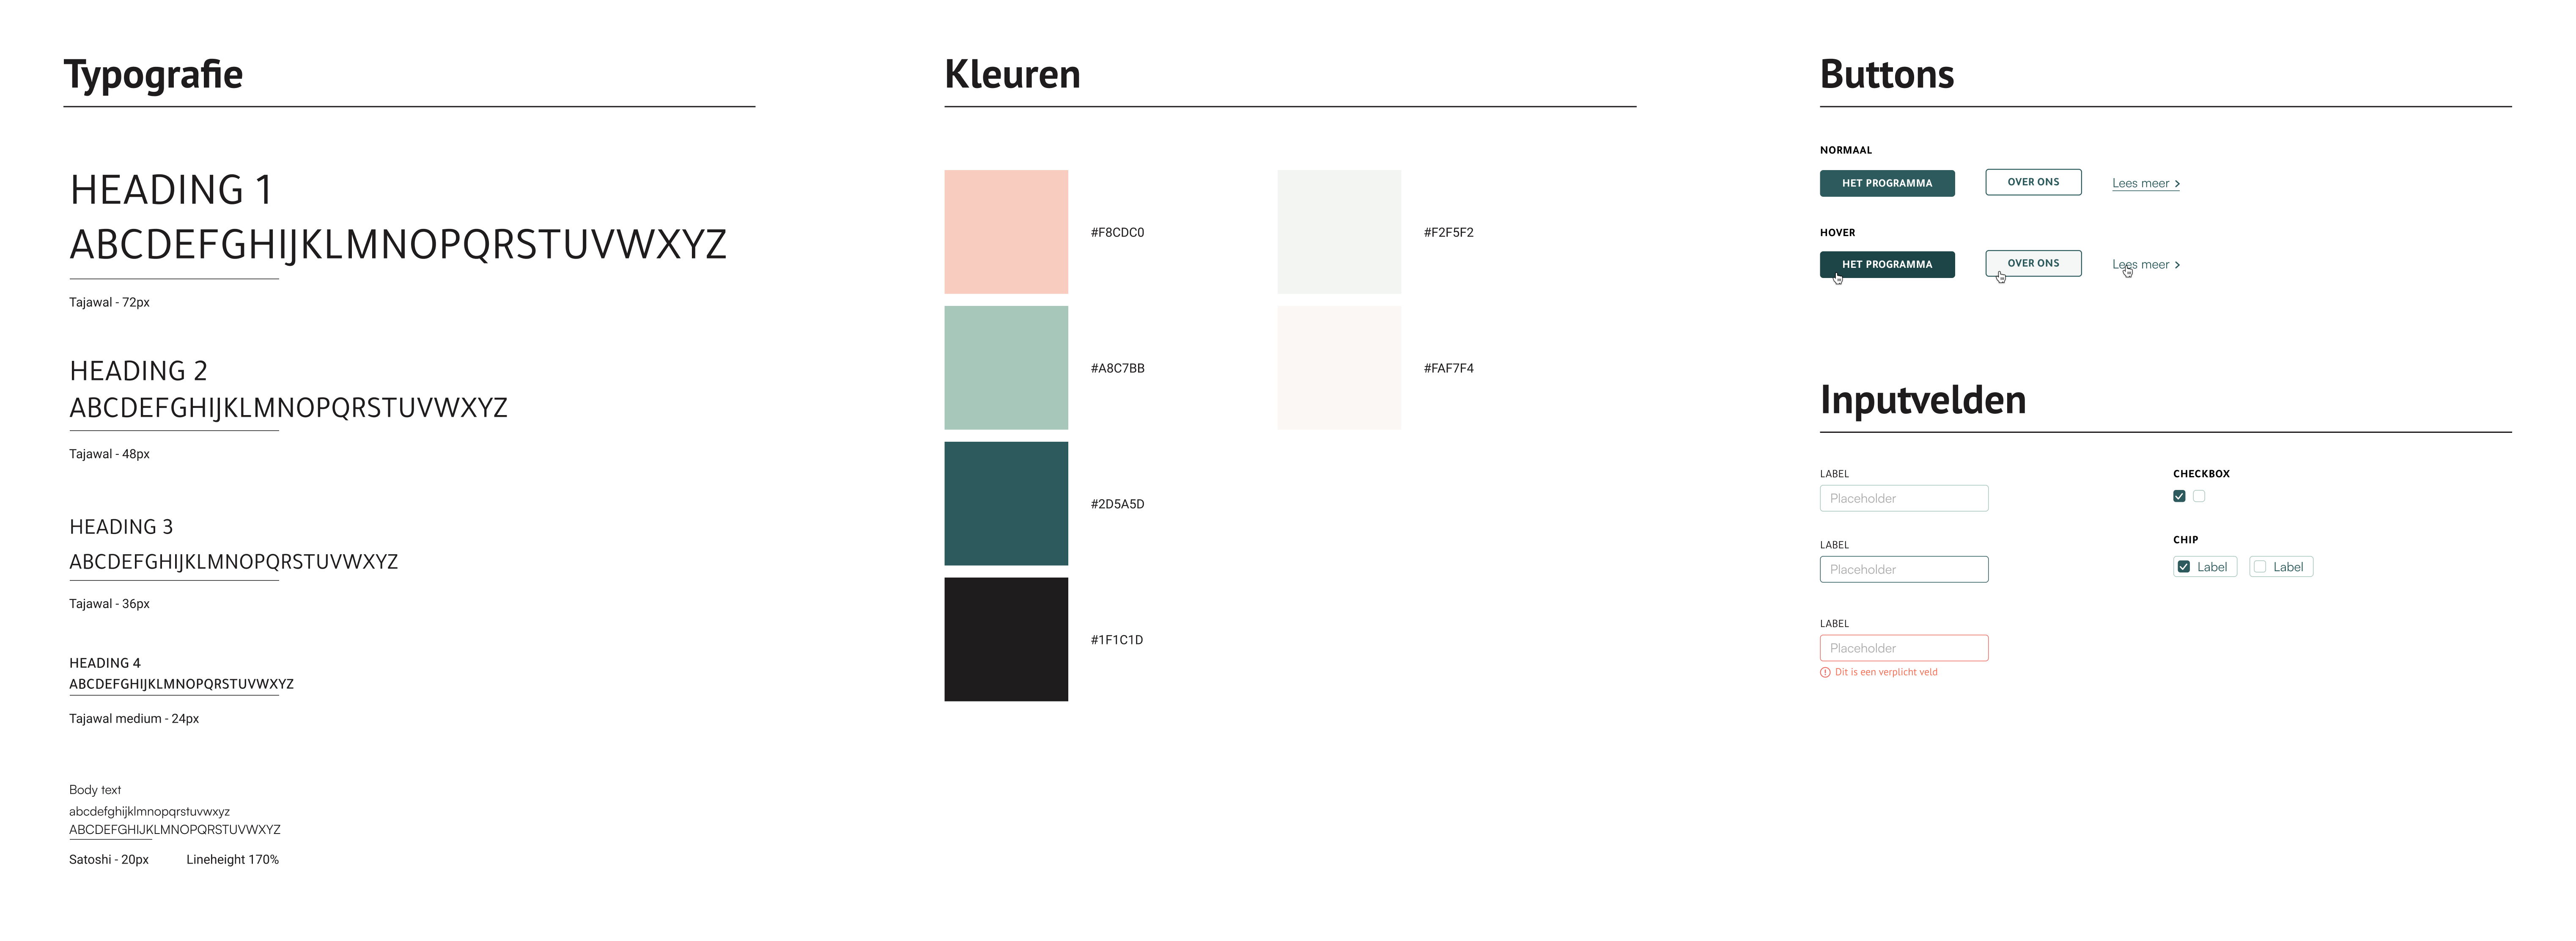 Typografie
HEADING 1
ABCDEFGHIJKLMNOPQRSTUVWXYZ
Tajawal - 72px
HEADING 2
ABCDEFGHIJKLMNOPQRSTUVWXYZ
Tajawal - 48px
HEADING 3
ABCDEFGHIJKLMNOPQRSTUVWXYZ
Tajawal - 36px
HEADING 4
ABCDEFGHIJKLMNOPQRSTUVWXYZ
Tajawal medium - 24px
Body text
abcdefghijklmnopqrstuvwxyz
ABCDEFGHIJKLMNOPQRSTUVWXYZ
Satoshi - 20px Lineheight 170%
Kleuren
#F8CDC0 #F2F5F2
#A8C7BB #FAF7F4
#2D5A5D
#1F1C1D
Buttons
NORMAAL
HET PROGRAMMA OVER ONS Lees meer
HOVER
HET PROGRAMMA OVER ONS Lees meer
Inputvelden
LABEL
Placeholder
LABEL
Placeholder
LABEL
Placeholder
Dit is een verplicht veld
CHECKBOX
CHIP
Label Label